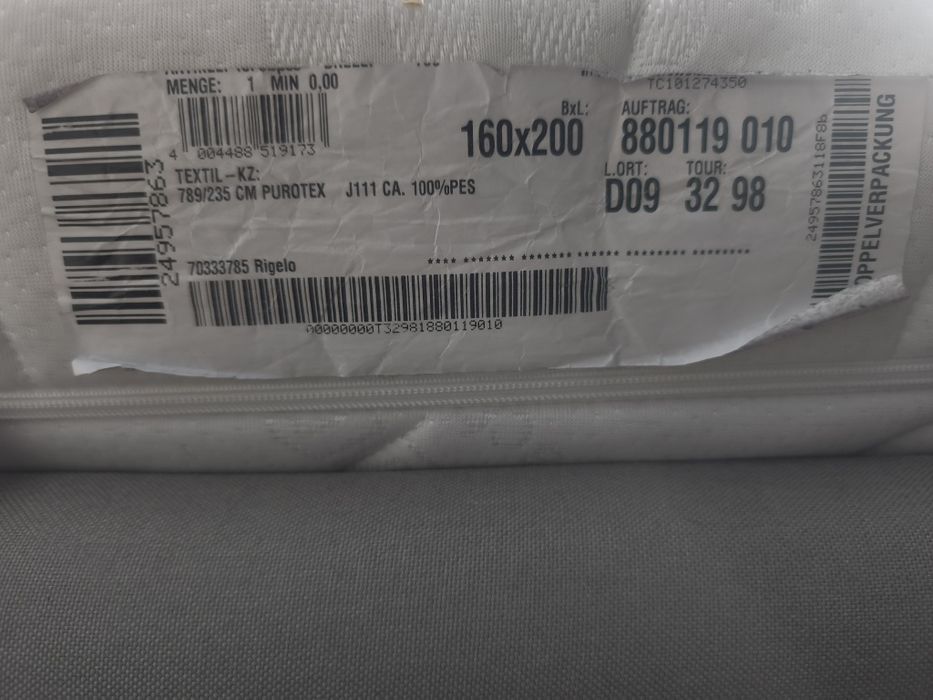 MENGE: 1 MIN 0,00
4 004488 519173
TEXTIL-KZ:
789/235 CM PUROTEX J111 CA. 100%PES
BxL:
160x200
TC101274350
AUFTRAG:
880119 010
L.ORT: TOUR:
D09 32 98
70333785 Rigelo
**** ******* ******* ******* **** *******
00000000T32981880119010
24957863
24957863118F8b
OPPELVERPACKUNG